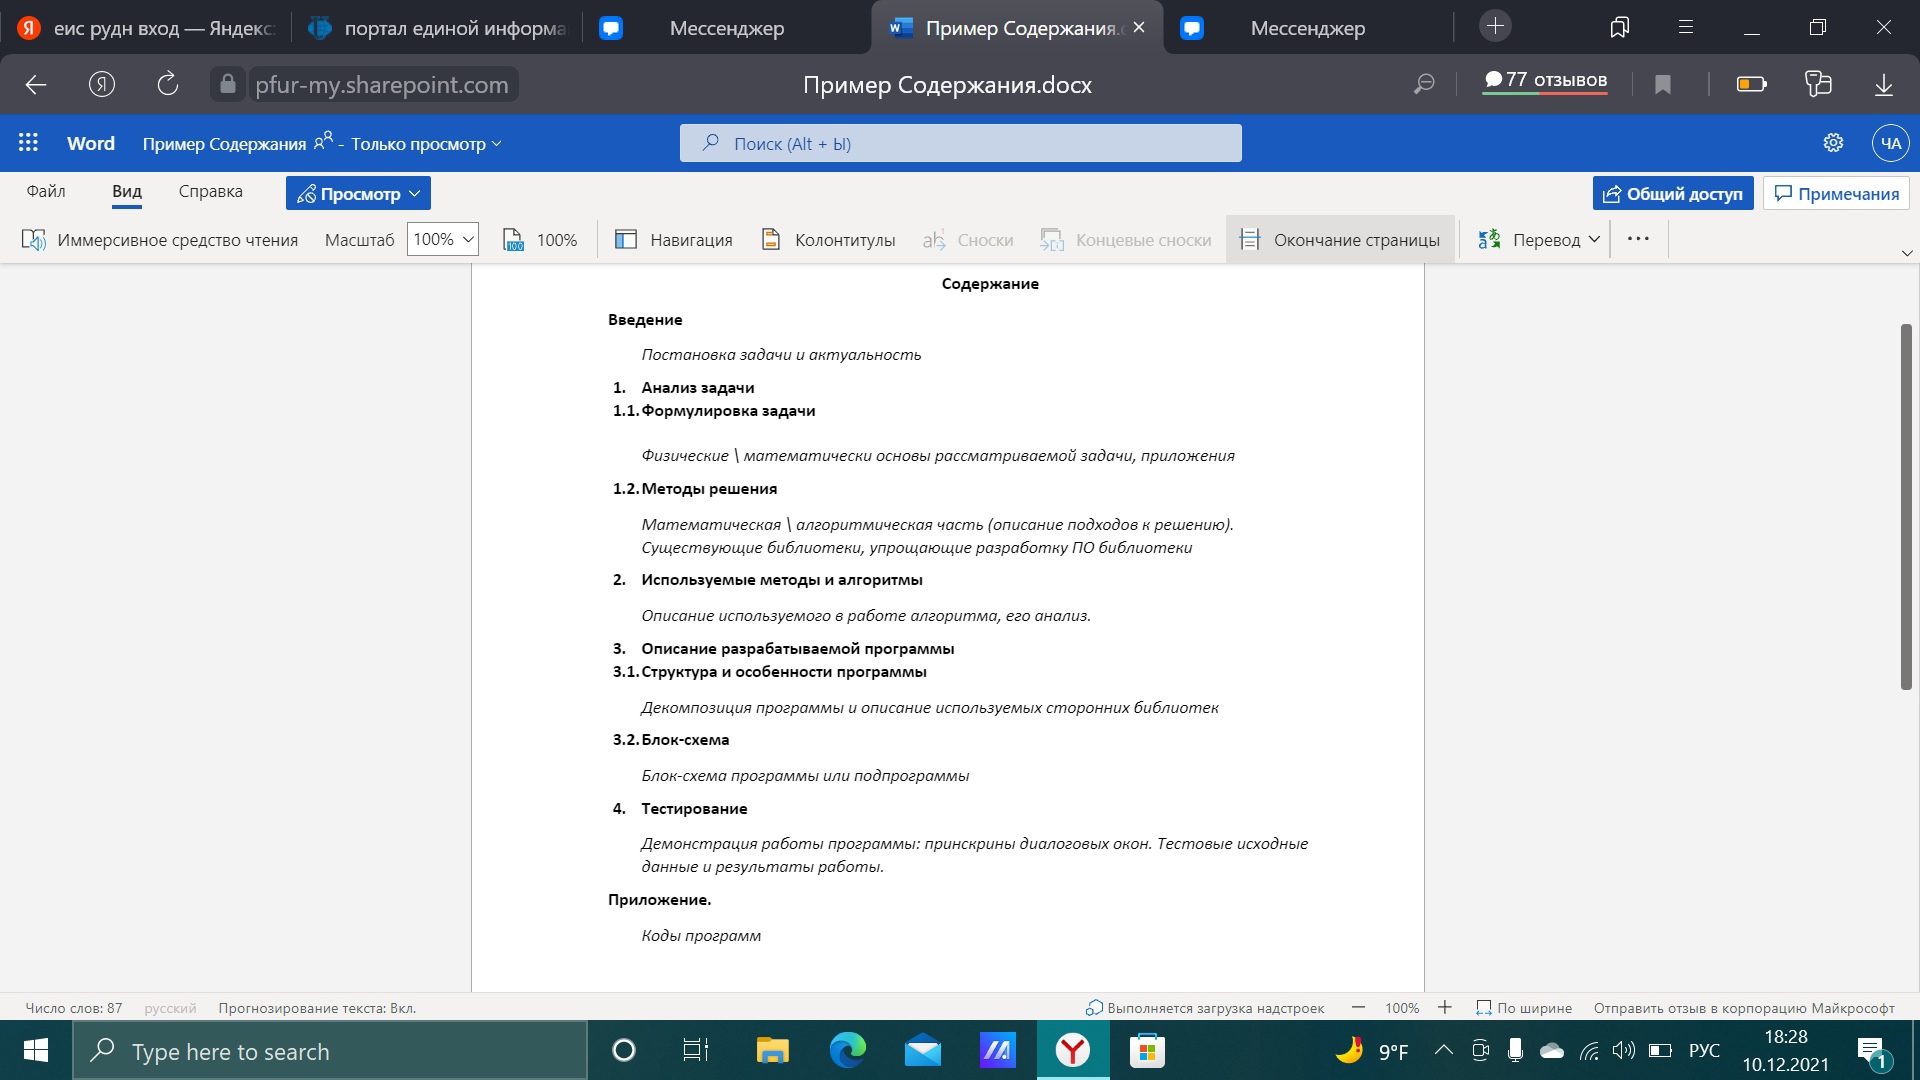 еис рудн вход — Яндекс:
портал единой информа
Мессенджер
Пример Содержания.
Мессенджер
pfur-my.sharepoint.com
Пример Содержания.docx
77 отзывов
Word
Пример Содержания - Только просмотр
Поиск (Alt + Ы)
ЧА
Файл
Вид
Справка
Просмотр
Общий доступ
Примечания
Иммерсивное средство чтения
Масштаб
100%
100%
Навигация
Колонтитулы
Сноски
Концевые сноски
Окончание страницы
Перевод
Содержание
Введение
Постановка задачи и актуальность
1. Анализ задачи
1.1. Формулировка задачи
Физические \ математически основы рассматриваемой задачи, приложения
1.2. Методы решения
Математическая \ алгоритмическая часть (описание подходов к решению).
Существующие библиотеки, упрощающие разработку ПО библиотеки
2. Используемые методы и алгоритмы
Описание используемого в работе алгоритма, его анализ.
3. Описание разрабатываемой программы
3.1. Структура и особенности программы
Декомпозиция программы и описание используемых сторонних библиотек
3.2. Блок-схема
Блок-схема программы или подпрограммы
4. Тестирование
Демонстрация работы программы: принскрины диалоговых окон. Тестовые исходные
данные и результаты работы.
Приложение.
Коды программ
Число слов: 87
русский
Прогнозирование текста: Вкл.
Выполняется загрузка надстроек
100%
По ширине
Отправить отзыв в корпорацию Майкрософт
Type here to search
9°F
РУС
18:28
10.12.2021
1